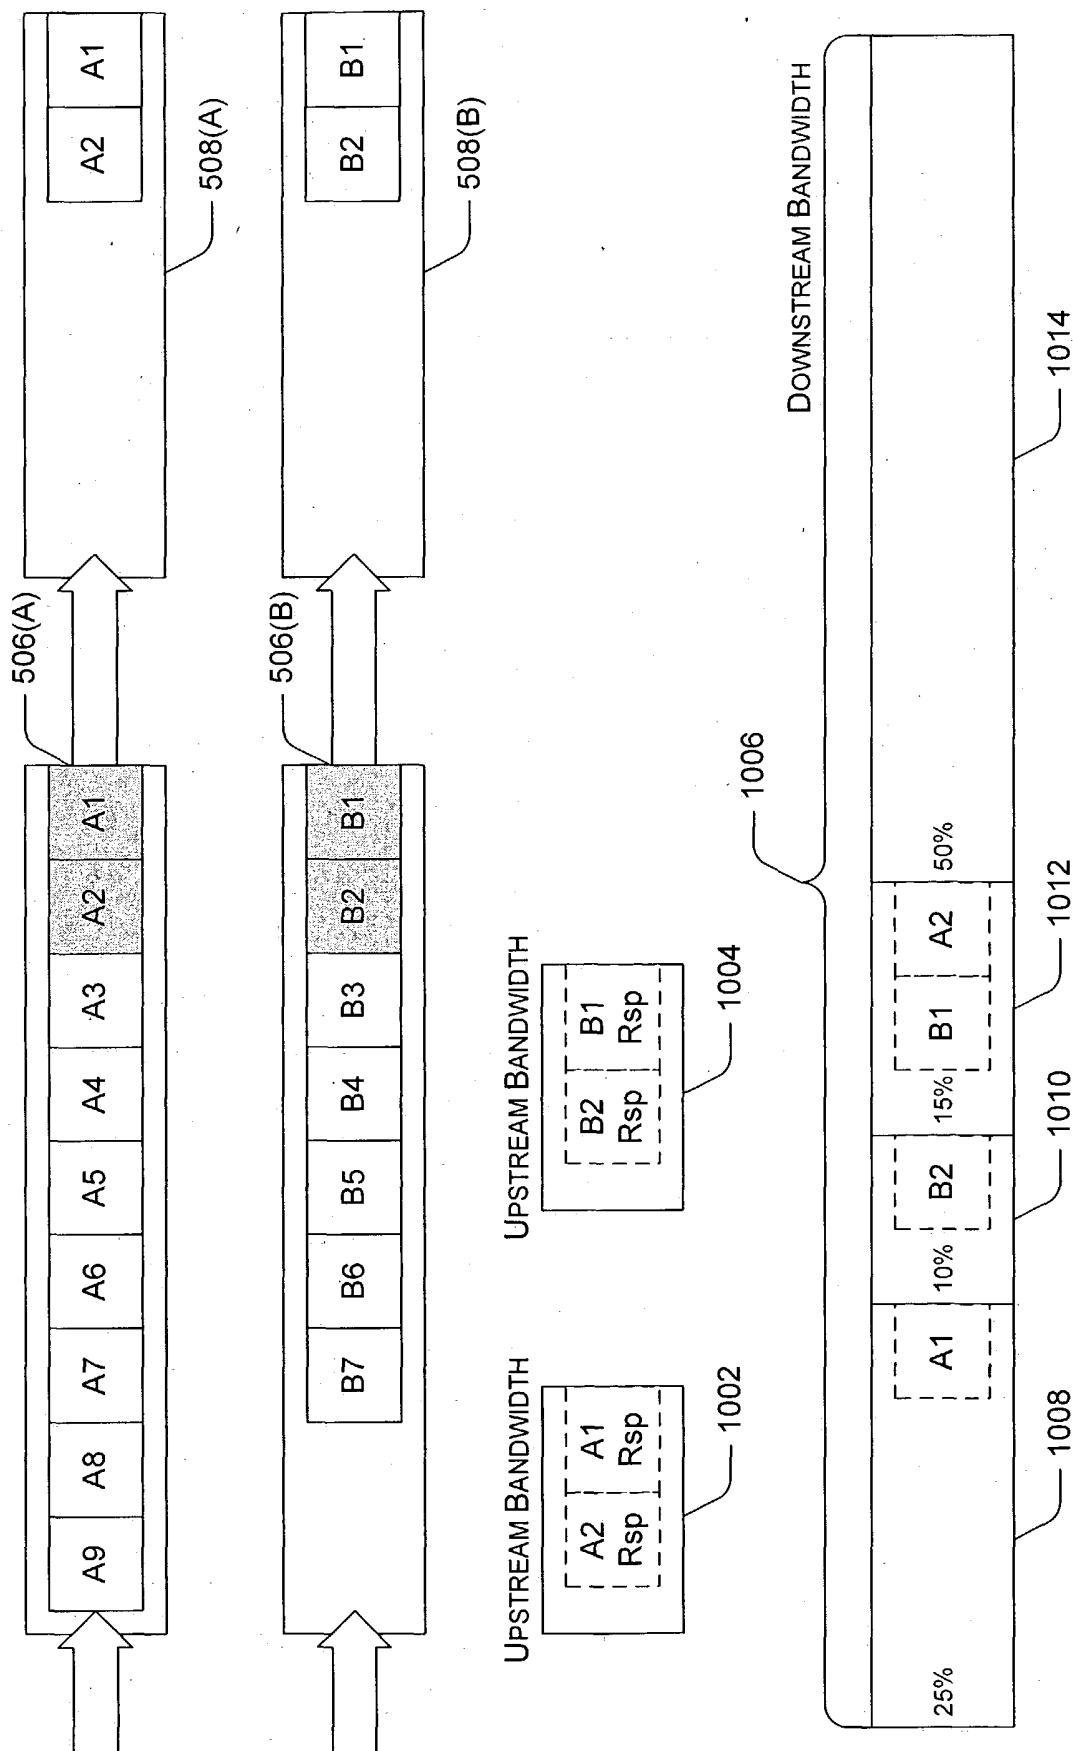 506(A)
A9 A8 A7 A6 A5 A4 A3 A2 A1
A2 A1
508(A)
506(B)
B7 B6 B5 B4 B3 B2 B1
B2 B1
508(B)
UPSTREAM BANDWIDTH
A2 Rsp
A1 Rsp
1002
UPSTREAM BANDWIDTH
B2 Rsp
B1 Rsp
1004
1006
DOWNSTREAM BANDWIDTH
25%
A1
10%
B2
15%
B1
A2
50%
1008
1010
1012
1014